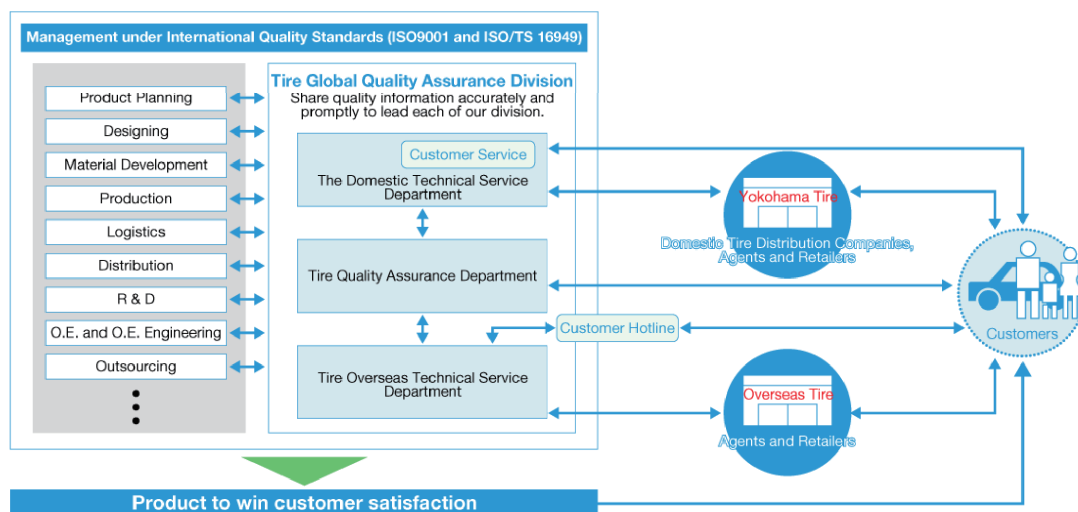 Management under International Quality Standards (ISO9001 and ISO/TS 16949)
Product Planning
Designing
Material Development
Production
Logistics
Distribution
R & D
O.E. and O.E. Engineering
Outsourcing
Tire Global Quality Assurance Division
Share quality information accurately and
promptly to lead each of our division.
Customer Service
The Domestic Technical Service
Department
Tire Quality Assurance Department
Customer Hotline
Tire Overseas Technical Service
Department
Yokohama Tire
Domestic Tire Distribution Companies,
Agents and Retailers
Overseas Tire
Agents and Retailers
Customers
Product to win customer satisfaction